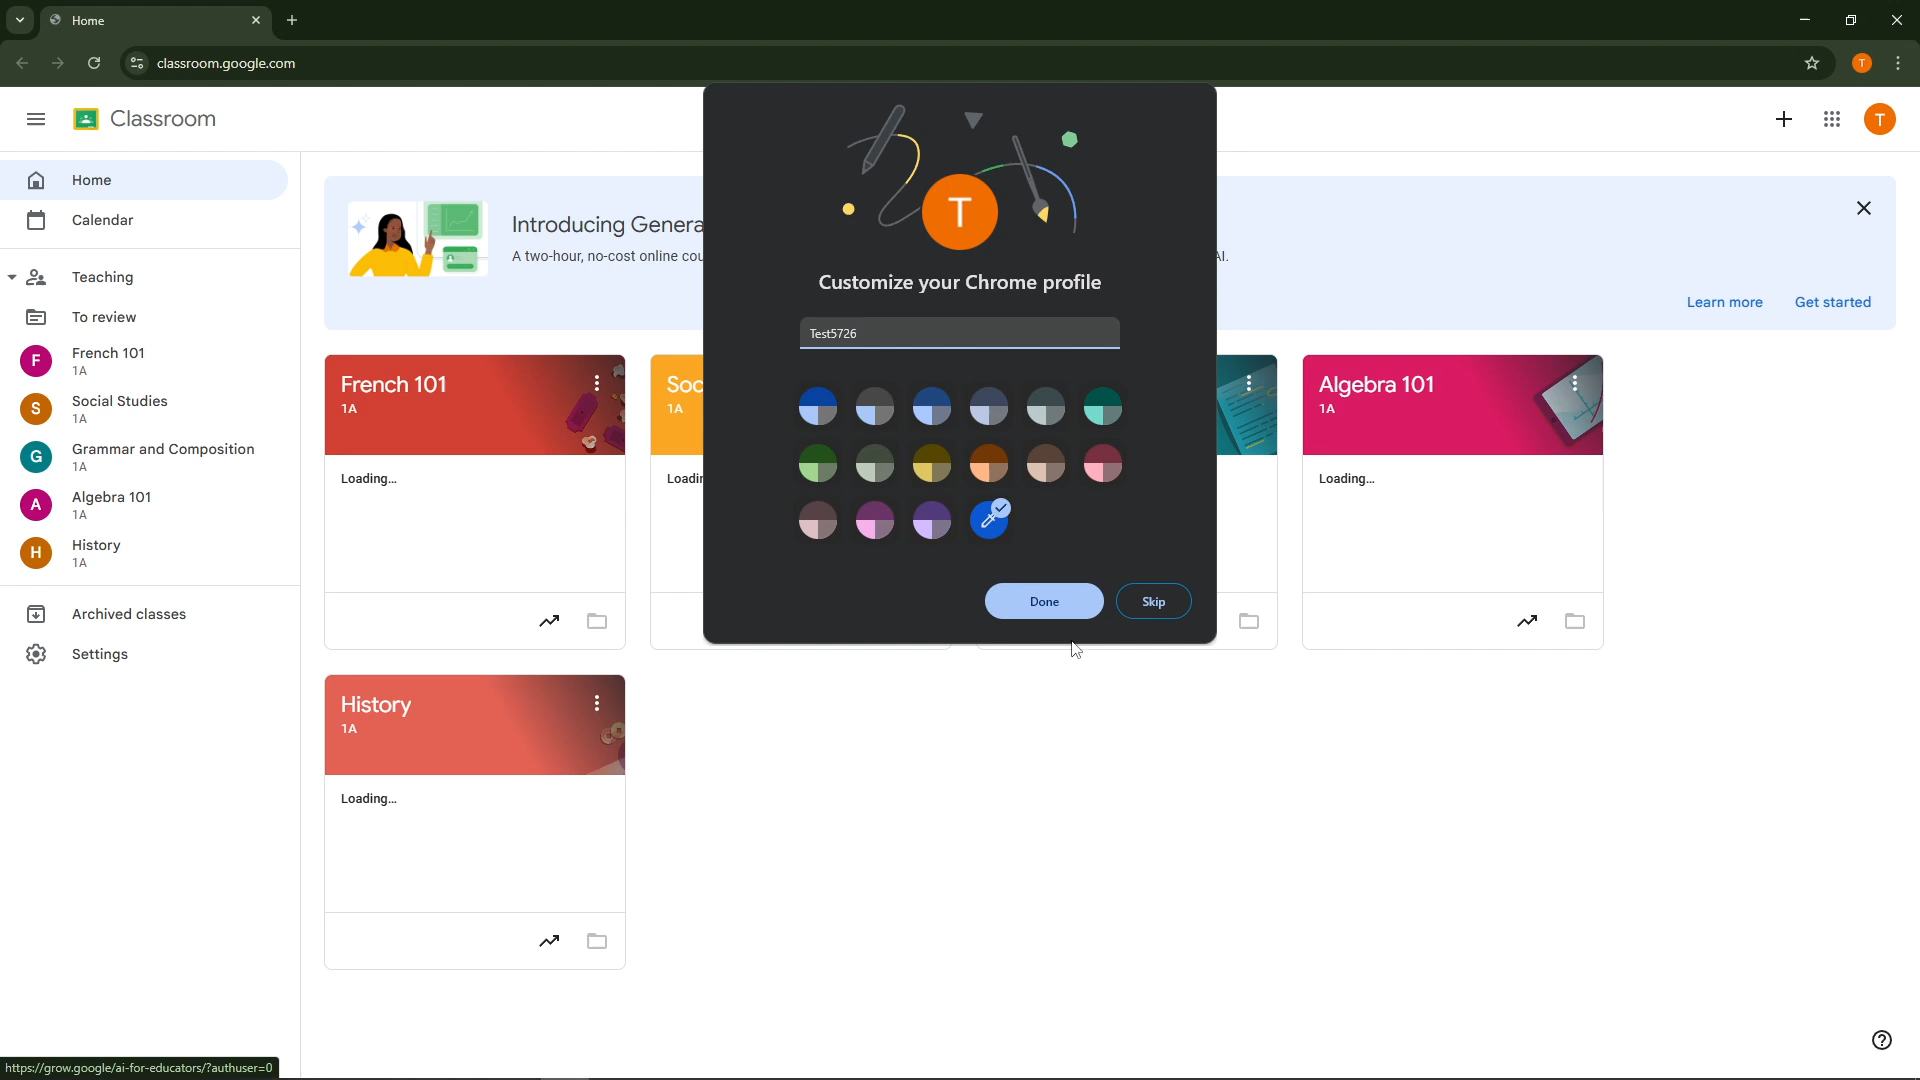 Home
classroom.google.com
T
Classroom
T
Home
Calendar
Teaching
To review
F
French 101
1A
S
Social Studies
1A
G
Grammar and Composition
1A
A
Algebra 101
1A
H
History
1A
Archived classes
Settings
Introducing Genera
A two-hour, no-cost online cou
AI.
Learn more
Get started
French 101
1A
Loading...
Soc
1A
Loadin
Algebra 101
1A
Loading...
History
1A
Loading...
T
Customize your Chrome profile
Test5726
Done
Skip
https://grow.google/ai-for-educators/?authuser=0